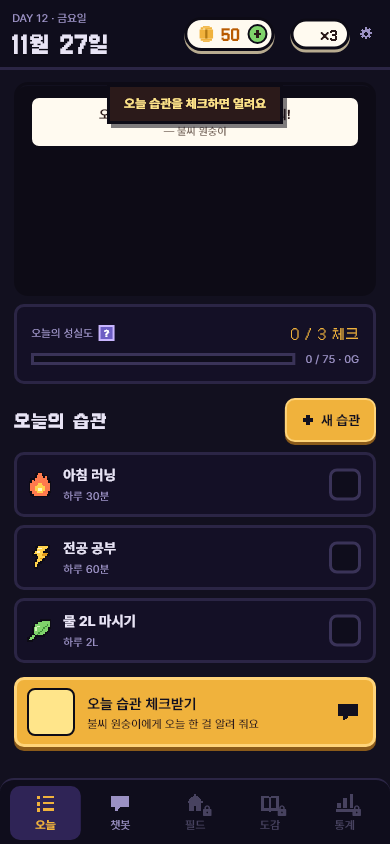 DAY 12 · 금요일
11월 27일
50
×3
오늘 습관을 체크하면 열려요
— 불씨 원숭이
오늘의 성실도 ?
0 / 3 체크
0 / 75 · 0G
오늘의 습관
새 습관
아침 러닝
하루 30분
전공 공부
하루 60분
물 2L 마시기
하루 2L
오늘 습관 체크받기
불씨 원숭이에게 오늘 한 걸 알려 줘요
오늘
챗봇
필드
도감
통계